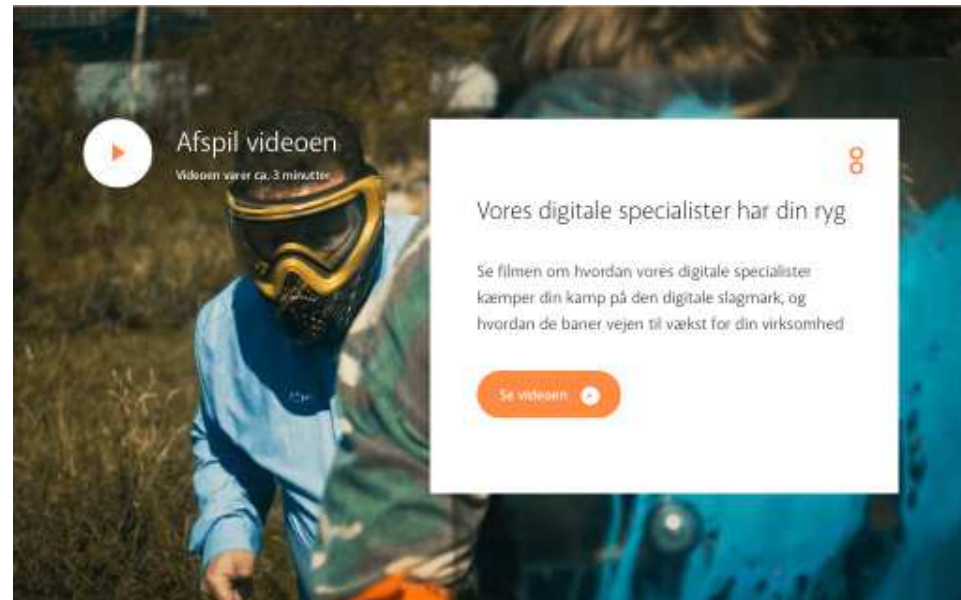 Afspil videoen
Videoen varer ca. 3 minutter
Vores digitale specialister har din ryg
Se filmen om hvordan vores digitale specialister
kæmper din kamp på den digitale slagmark, og
hvordan de baner vejen til vækst for din virksomhed
Se videoen